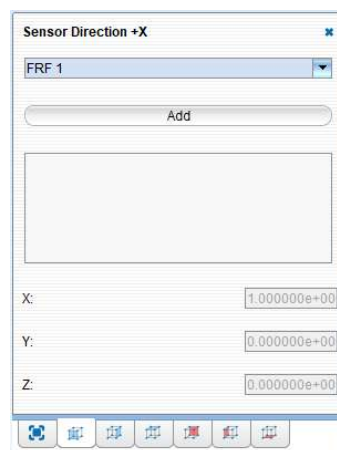 Sensor Direction +X
FRF 1
Add
X: 1.000000e+00
Y: 0.000000e+00
Z: 0.000000e+00